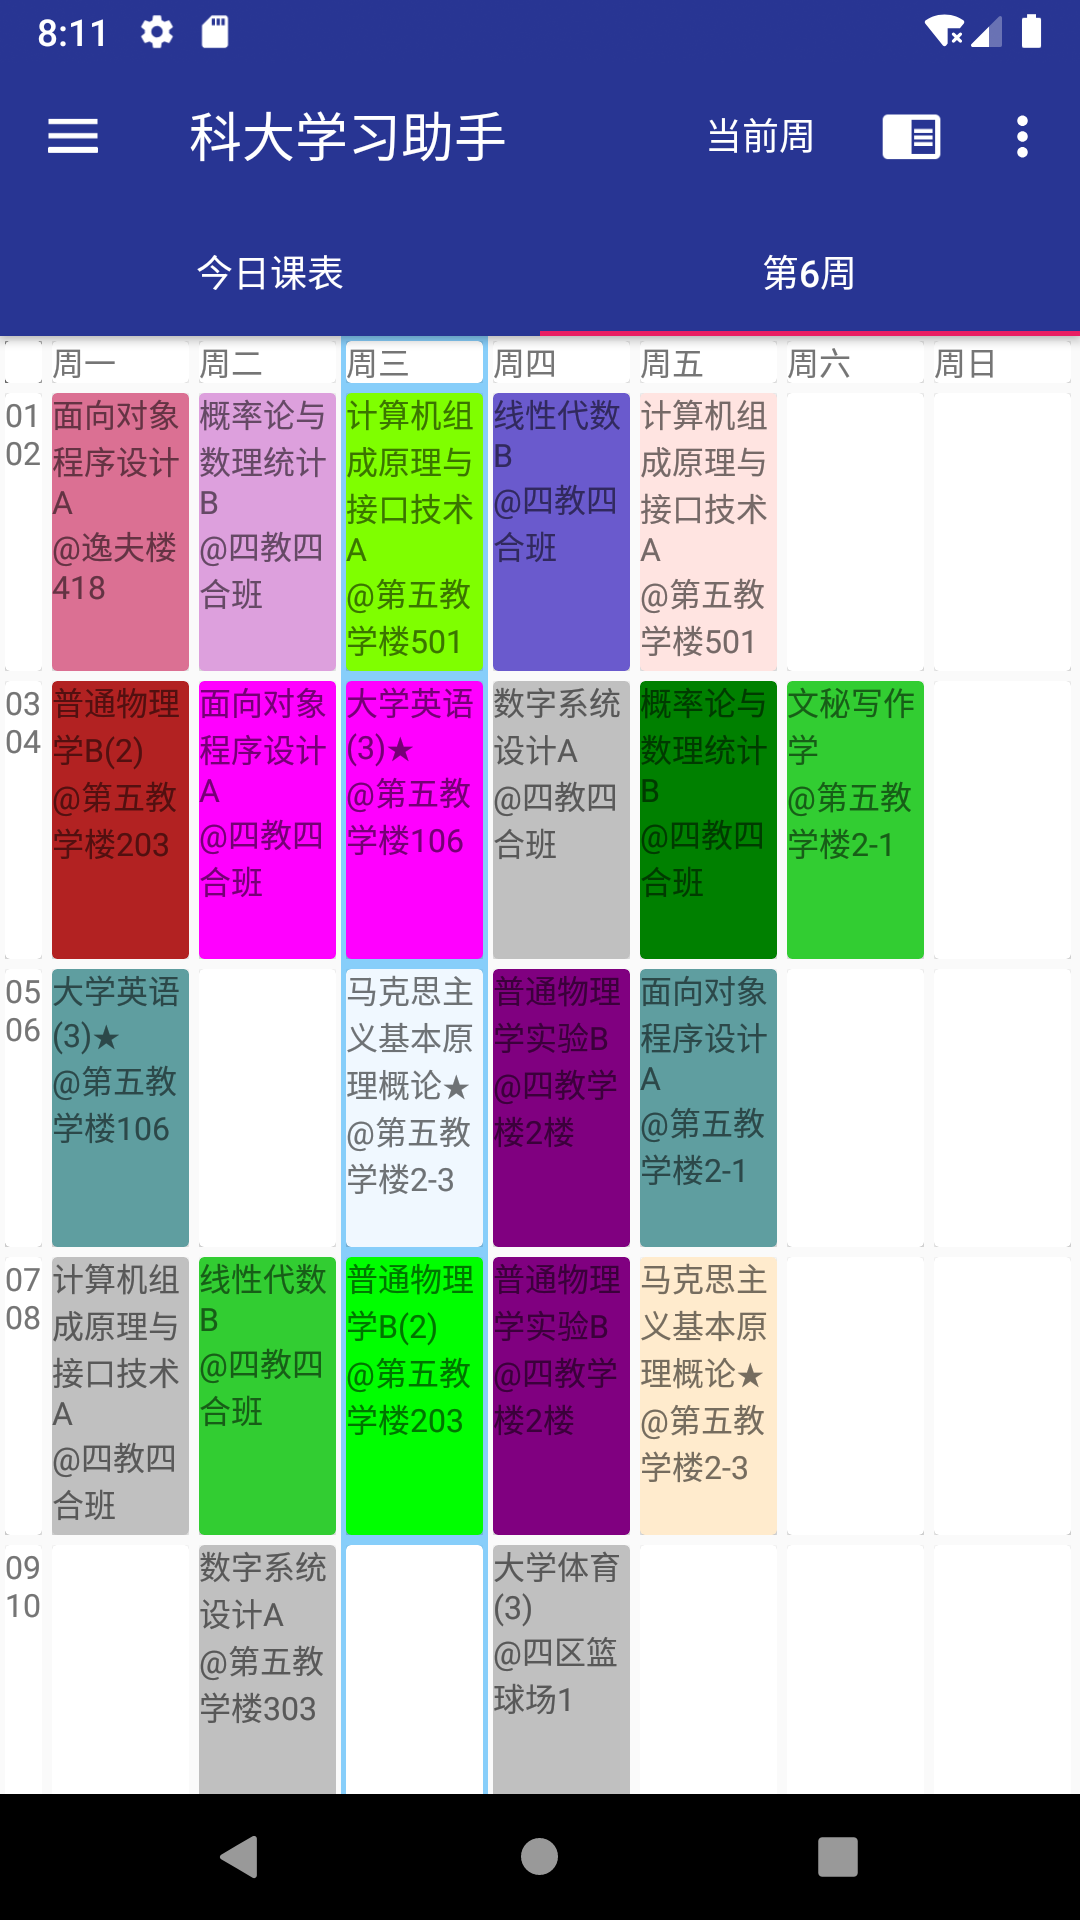 8:11
科大学习助手 当前周
今日课表 第6周
周一 周二 周三 周四 周五 周六 周日
01
02
面向对象
程序设计
A
@逸夫楼
418
概率论与
数理统计
B
@四教四
合班
计算机组
成原理与
接口技术
A
@第五教
学楼501
线性代数
B
@四教四
合班
计算机组
成原理与
接口技术
A
@第五教
学楼501
03
04
普通物理
学B(2)
@第五教
学楼203
面向对象
程序设计
A
@四教四
合班
大学英语
(3)★
@第五教
学楼106
数字系统
设计A
@四教四
合班
概率论与
数理统计
B
@四教四
合班
文秘写作
学
@第五教
学楼2-1
05
06
大学英语
(3)★
@第五教
学楼106
马克思主
义基本原
理概论★
@第五教
学楼2-3
普通物理
学实验B
@四教学
楼2楼
面向对象
程序设计
A
@第五教
学楼2-1
07
08
计算机组
成原理与
接口技术
A
@四教四
合班
线性代数
B
@四教四
合班
普通物理
学B(2)
@第五教
学楼203
普通物理
学实验B
@四教学
楼2楼
马克思主
义基本原
理概论★
@第五教
学楼2-3
09
10
数字系统
设计A
@第五教
学楼303
大学体育
(3)
@四区篮
球场1